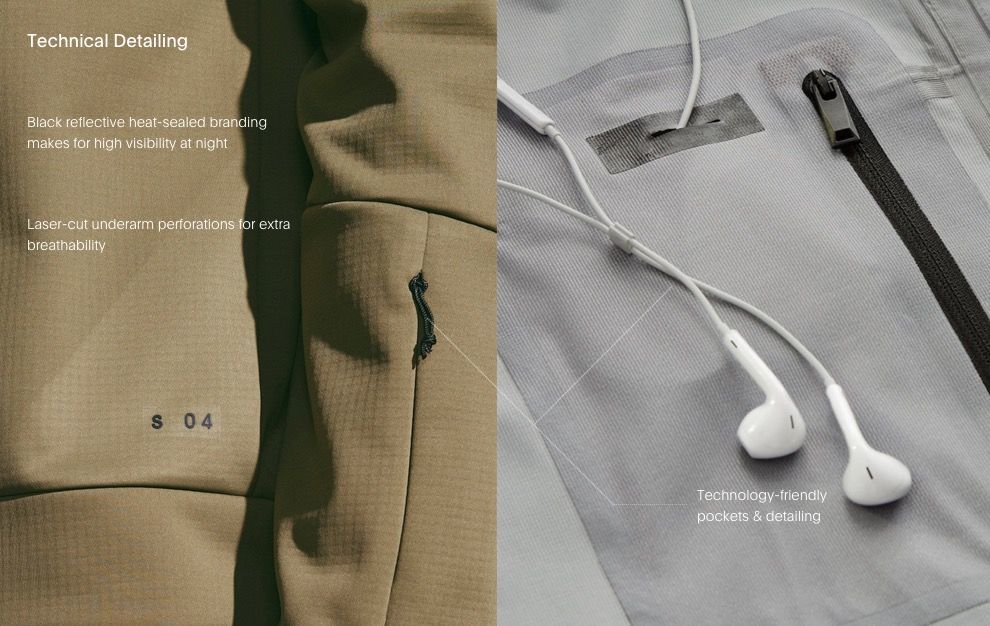 Technical Detailing
Black reflective heat-sealed branding
makes for high visibility at night
Laser-cut underarm perforations for extra
breathability
S 04
Technology-friendly
pockets & detailing